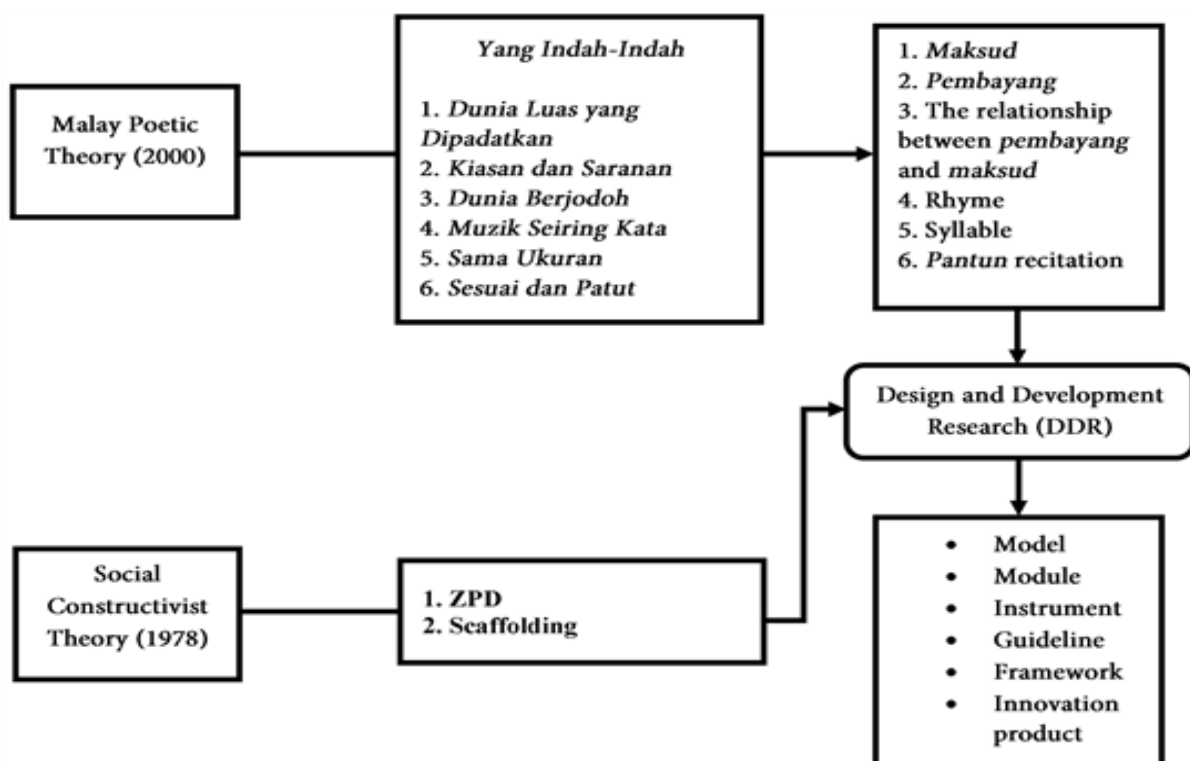 Malay Poetic
Theory (2000)
Yang Indah-Indah
1. Dunia Luas yang
Dipadatkan
2. Kiasan dan Saranan
3. Dunia Berjodoh
4. Muzik Seiring Kata
5. Sama Ukuran
6. Sesuai dan Patut
1. Maksud
2. Pembayang
3. The relationship
between pembayang
and maksud
4. Rhyme
5. Syllable
6. Pantun recitation
Design and Development
Research (DDR)
Social
Constructivist
Theory (1978)
1. ZPD
2. Scaffolding
• Model
• Module
• Instrument
• Guideline
• Framework
• Innovation
product